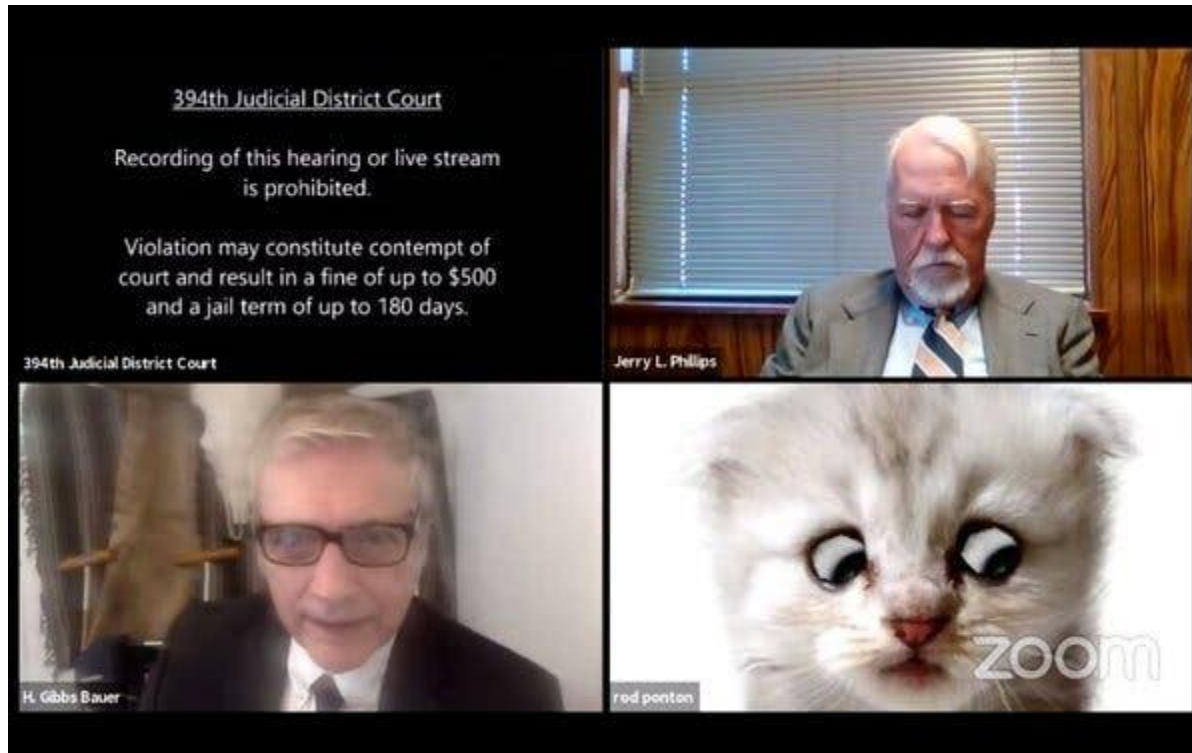 394th Judicial District Court
Recording of this hearing or live stream
is prohibited.
Violation may constitute contempt of
court and result in a fine of up to $500
and a jail term of up to 180 days.
394th Judicial District Court
Jerry L. Phillips
H. Gibbs Bauer
rod ponton
zoom